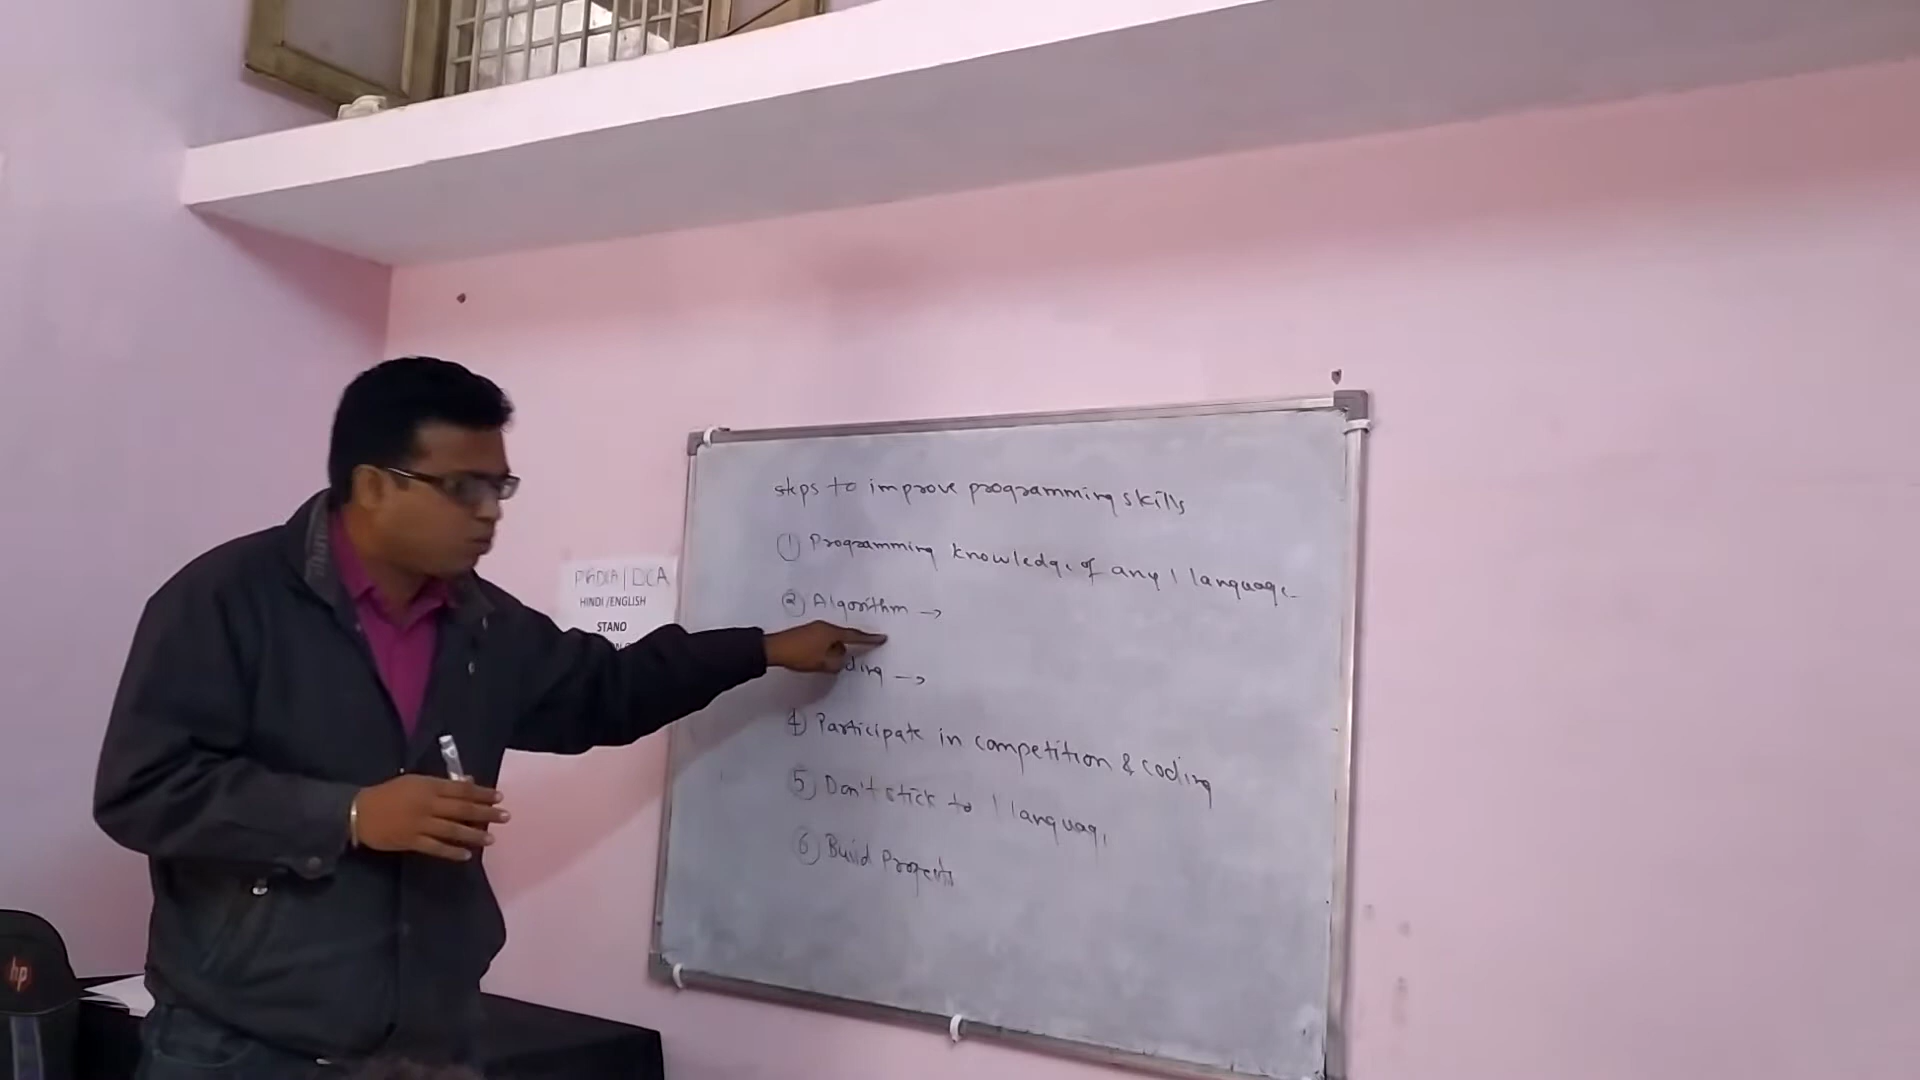 steps to improve programming skills
① Programming knowledge of any 1 language
② Algorithm →
ding →
④ Participate in competition & coding
⑤ Don't stick to 1 language
⑥ Build Projects
PGDCA | DCA
HINDI /ENGLISH
STANO
hp